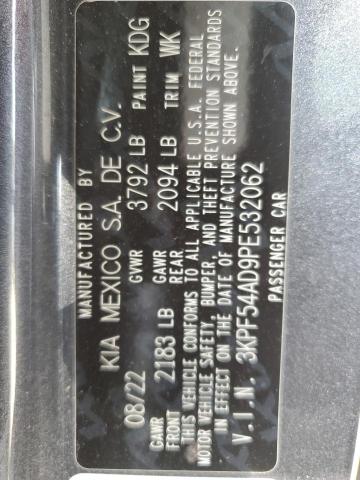 MANUFACTURED BY
KIA MEXICO S.A. DE C.V.
08/22 GVWR 3792 LB PAINT KDG
GAWR FRONT 2183 LB GAWR REAR 2094 LB TRIM WK
THIS VEHICLE CONFORMS TO ALL APPLICABLE U.S.A. FEDERAL
MOTOR VEHICLE SAFETY, BUMPER, AND THEFT PREVENTION STANDARDS
IN EFFECT ON THE DATE OF MANUFACTURE SHOWN ABOVE.
V.I.N. 3KPF54AD9PE532062
PASSENGER CAR